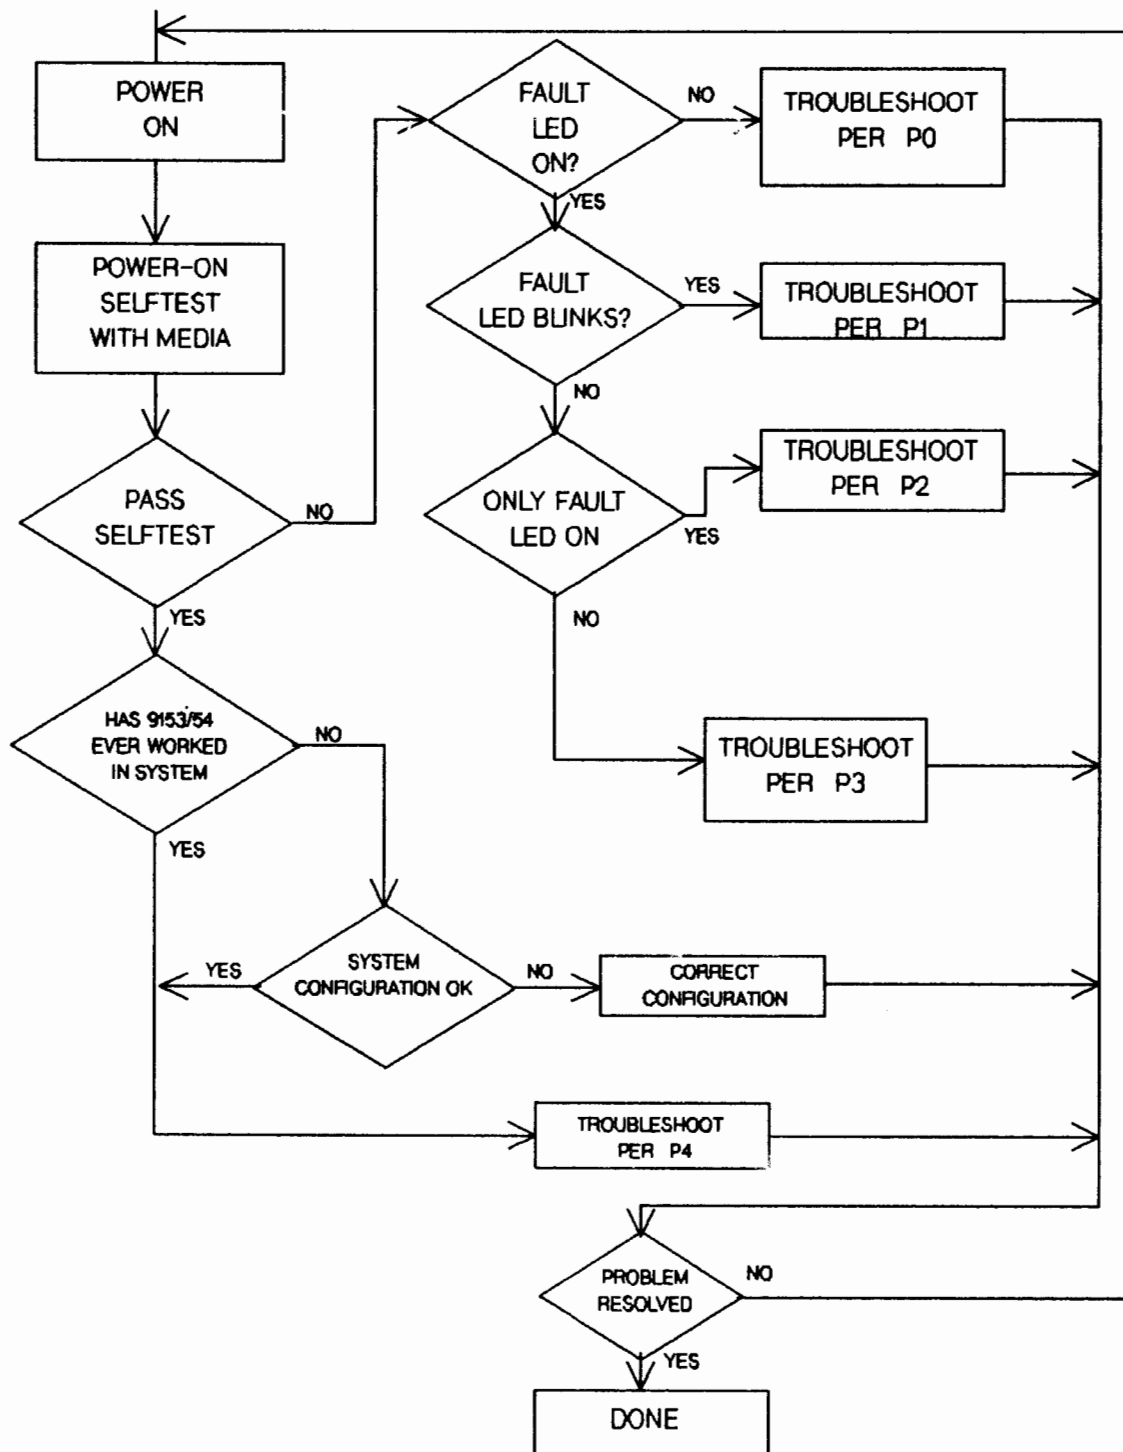 POWER
ON
POWER-ON
SELFTEST
WITH MEDIA
PASS
SELFTEST
NO
YES
HAS 9153/54
EVER WORKED
IN SYSTEM
NO
YES
SYSTEM
CONFIGURATION OK
YES
NO
CORRECT
CONFIGURATION
TROUBLESHOOT
PER P4
FAULT
LED
ON?
NO
TROUBLESHOOT
PER P0
YES
FAULT
LED BLINKS?
YES
TROUBLESHOOT
PER P1
NO
ONLY FAULT
LED ON
YES
TROUBLESHOOT
PER P2
NO
TROUBLESHOOT
PER P3
PROBLEM
RESOLVED
NO
YES
DONE